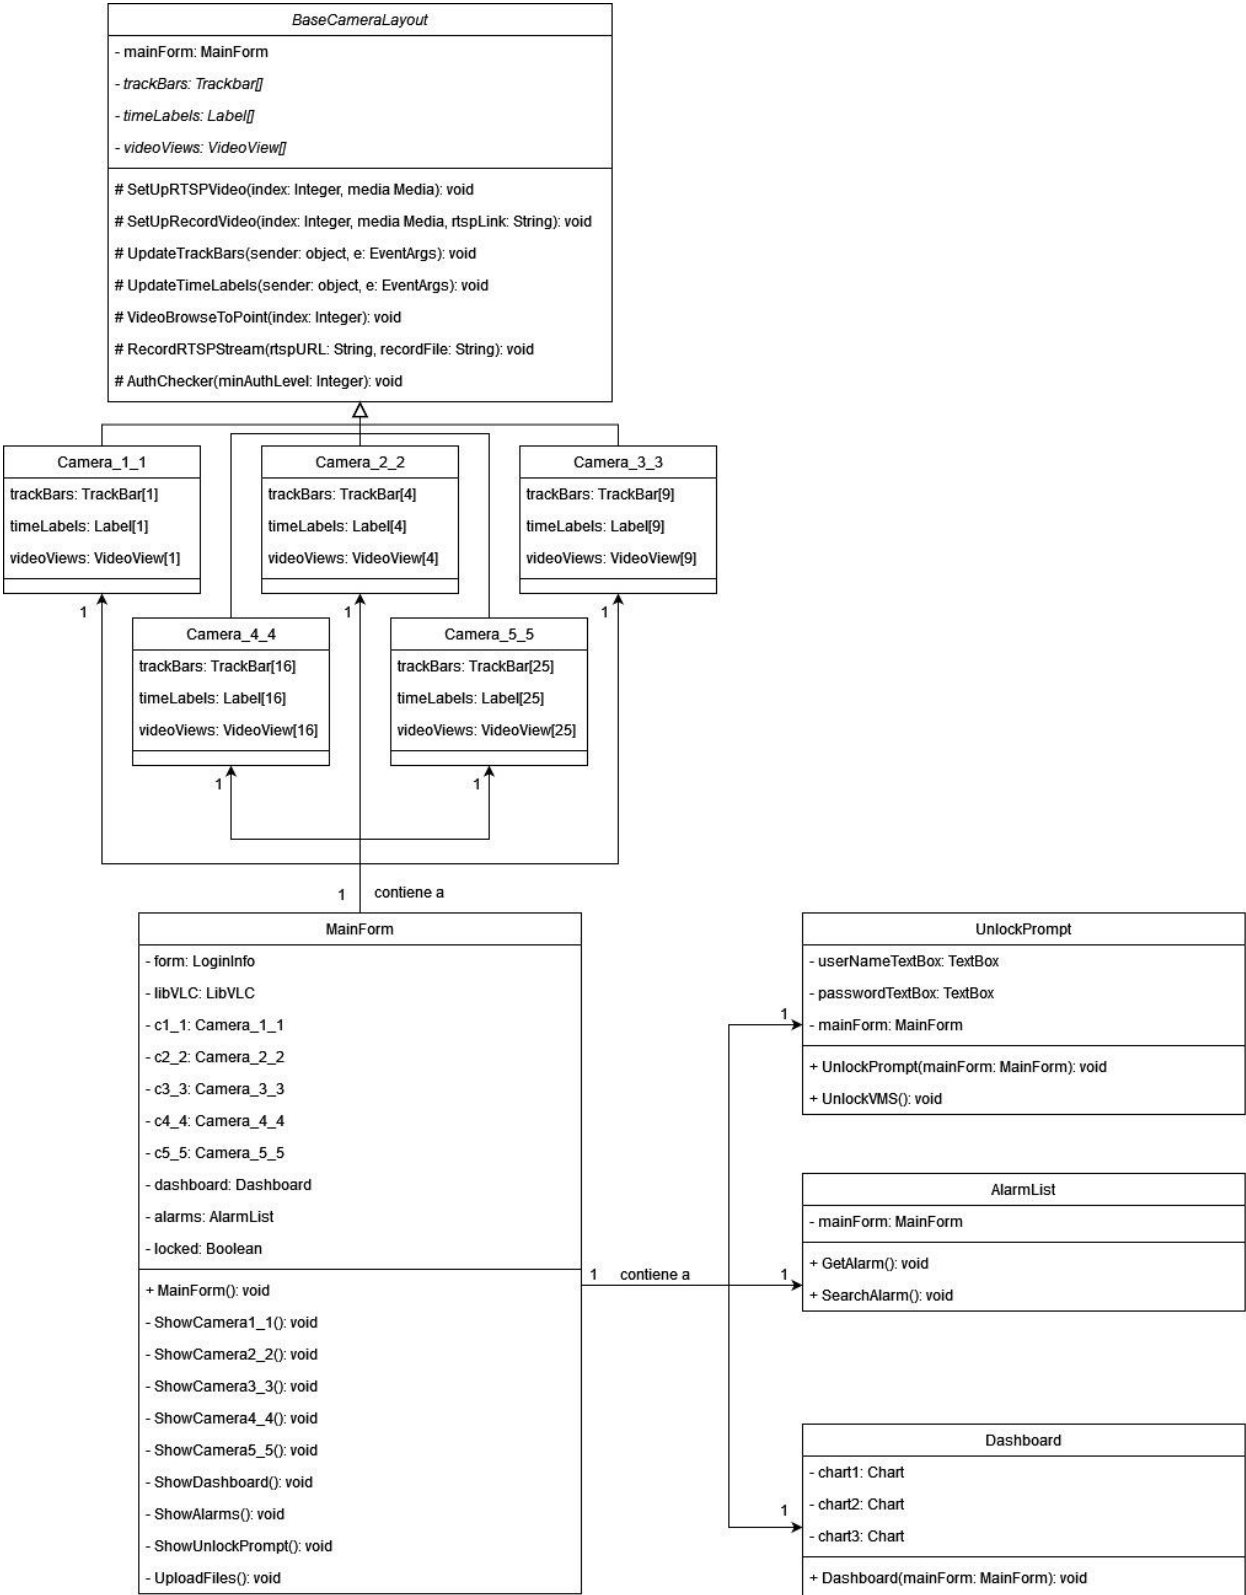 BaseCameraLayout
- mainForm: MainForm
- trackBars: Trackbar[]
- timeLabels: Label[]
- videoViews: VideoView[]
# SetUpRTSPVideo(index: Integer, media Media): void
# SetUpRecordVideo(index: Integer, media Media, rtspLink: String): void
# UpdateTrackBars(sender: object, e: EventArgs): void
# UpdateTimeLabels(sender: object, e: EventArgs): void
# VideoBrowseToPoint(index: Integer): void
# RecordRTSPStream(rtspURL: String, recordFile: String): void
# AuthChecker(minAuthLevel: Integer): void
Camera_1_1
trackBars: TrackBar[1]
timeLabels: Label[1]
videoViews: VideoView[1]
1
Camera_2_2
trackBars: TrackBar[4]
timeLabels: Label[4]
videoViews: VideoView[4]
1
Camera_3_3
trackBars: TrackBar[9]
timeLabels: Label[9]
videoViews: VideoView[9]
1
Camera_4_4
trackBars: TrackBar[16]
timeLabels: Label[16]
videoViews: VideoView[16]
1
Camera_5_5
trackBars: TrackBar[25]
timeLabels: Label[25]
videoViews: VideoView[25]
1
1 contiene a
MainForm
- form: LoginInfo
- libVLC: LibVLC
- c1_1: Camera_1_1
- c2_2: Camera_2_2
- c3_3: Camera_3_3
- c4_4: Camera_4_4
- c5_5: Camera_5_5
- dashboard: Dashboard
- alarms: AlarmList
- locked: Boolean
+ MainForm(): void
- ShowCamera1_1(): void
- ShowCamera2_2(): void
- ShowCamera3_3(): void
- ShowCamera4_4(): void
- ShowCamera5_5(): void
- ShowDashboard(): void
- ShowAlarms(): void
- ShowUnlockPrompt(): void
- UploadFiles(): void
1 contiene a
1
UnlockPrompt
- userNameTextBox: TextBox
- passwordTextBox: TextBox
- mainForm: MainForm
+ UnlockPrompt(mainForm: MainForm): void
+ UnlockVMS(): void
1
AlarmList
- mainForm: MainForm
+ GetAlarm(): void
+ SearchAlarm(): void
1
Dashboard
- chart1: Chart
- chart2: Chart
- chart3: Chart
+ Dashboard(mainForm: MainForm): void